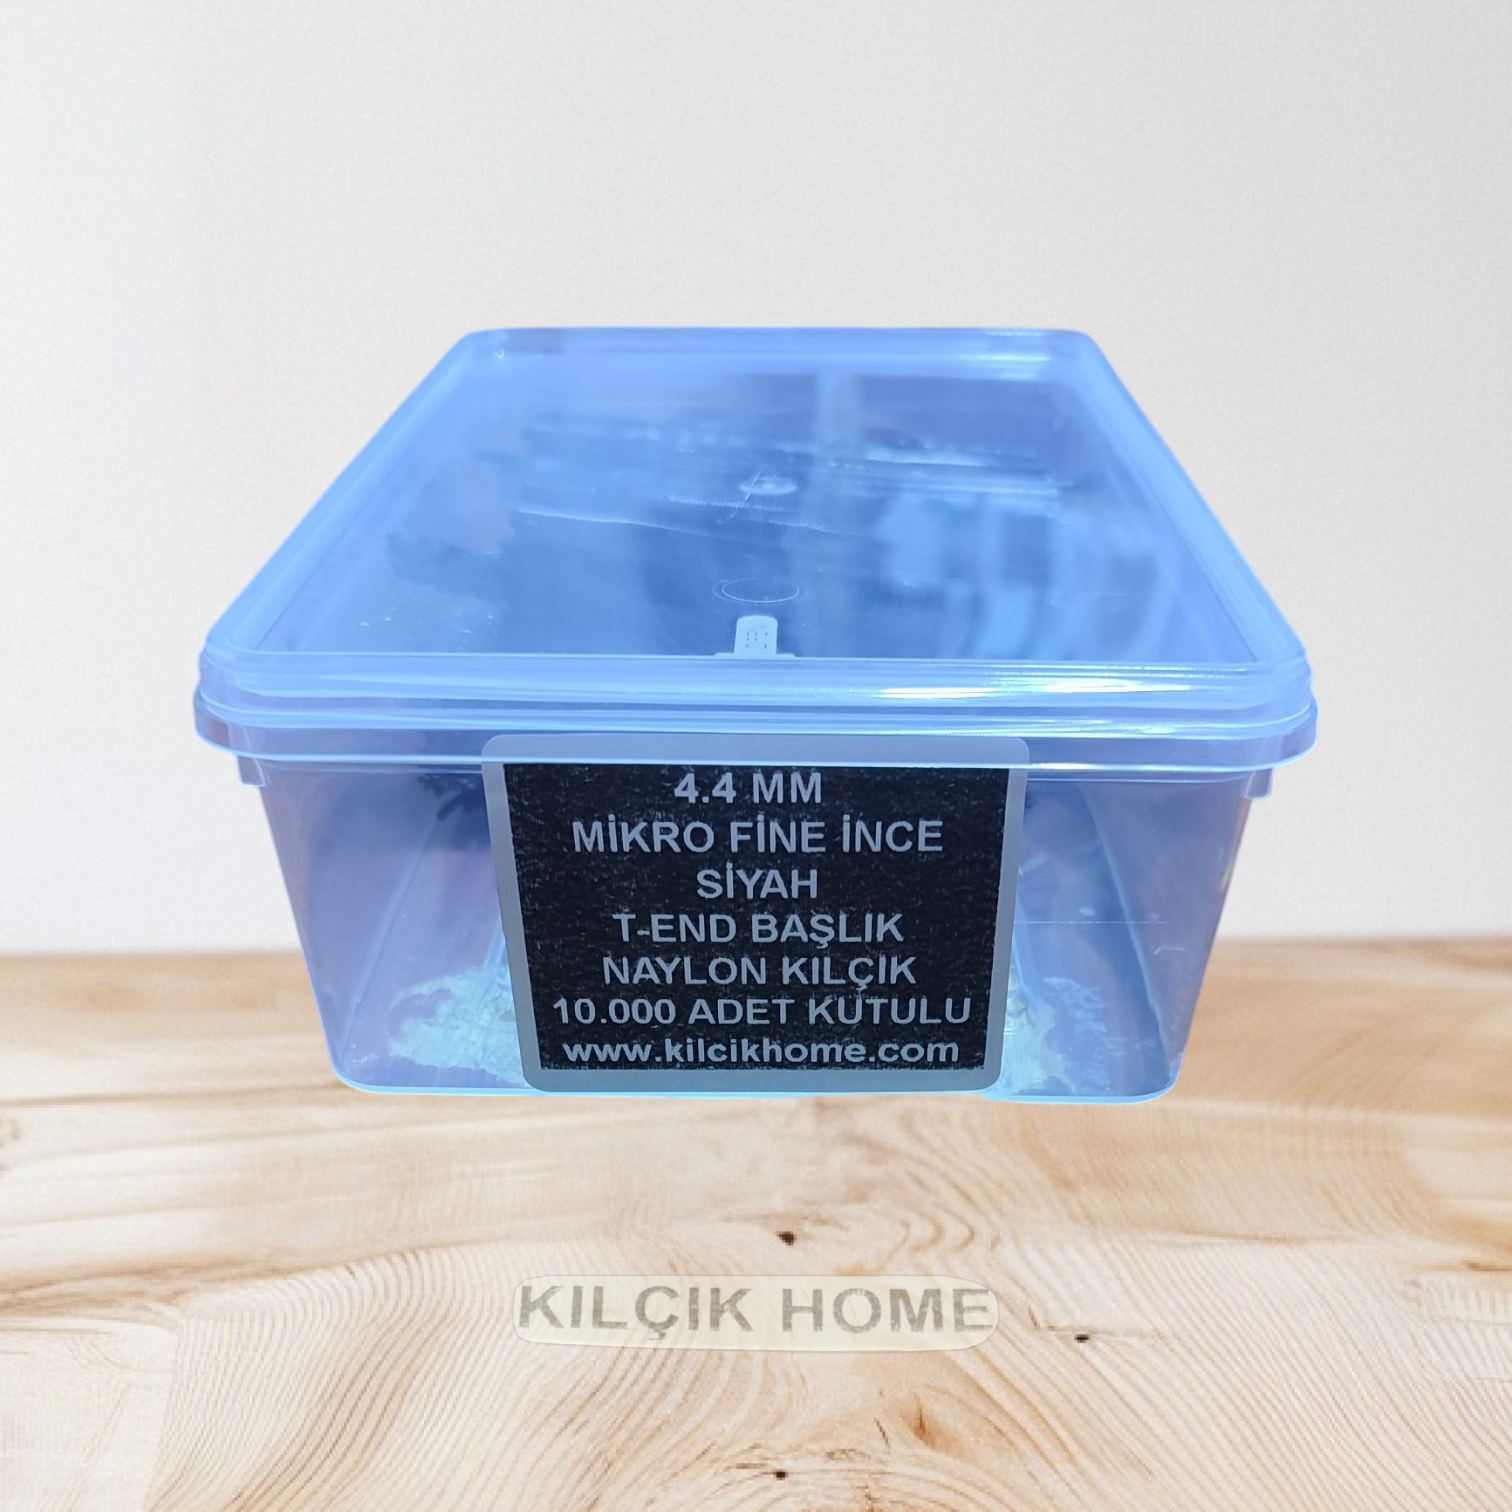 OPEN
4.4 MM
MİKRO FİNE İNCE
SİYAH
T-END BAŞLIK
NAYLON KILÇIK
10.000 ADET KUTULU
www.kilcikhome.com
KILÇIK HOME